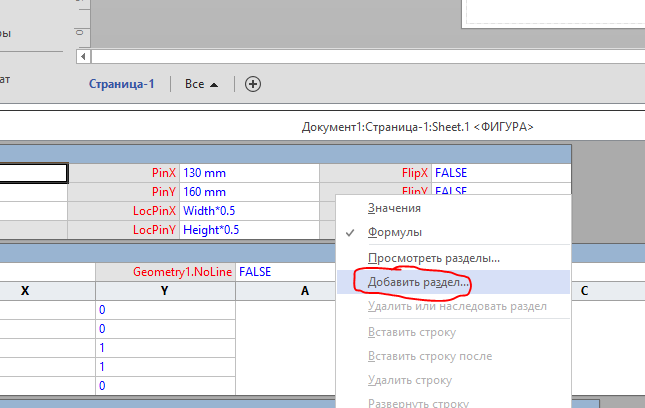 ры
0
ат
Страница-1 Все
Документ1:Страница-1:Sheet.1 <ФИГУРА>
PinX 130 mm FlipX FALSE
PinY 160 mm FlipY FALSE
LocPinX Width*0.5
LocPinY Height*0.5
Значения
Формулы
Просмотреть разделы...
Geometry1.NoLine FALSE
Добавить раздел...
X Y A C
Удалить или наследовать раздел
0
Вставить строку
0
1
Вставить строку после
1
Удалить строку
0
Развернуть строку